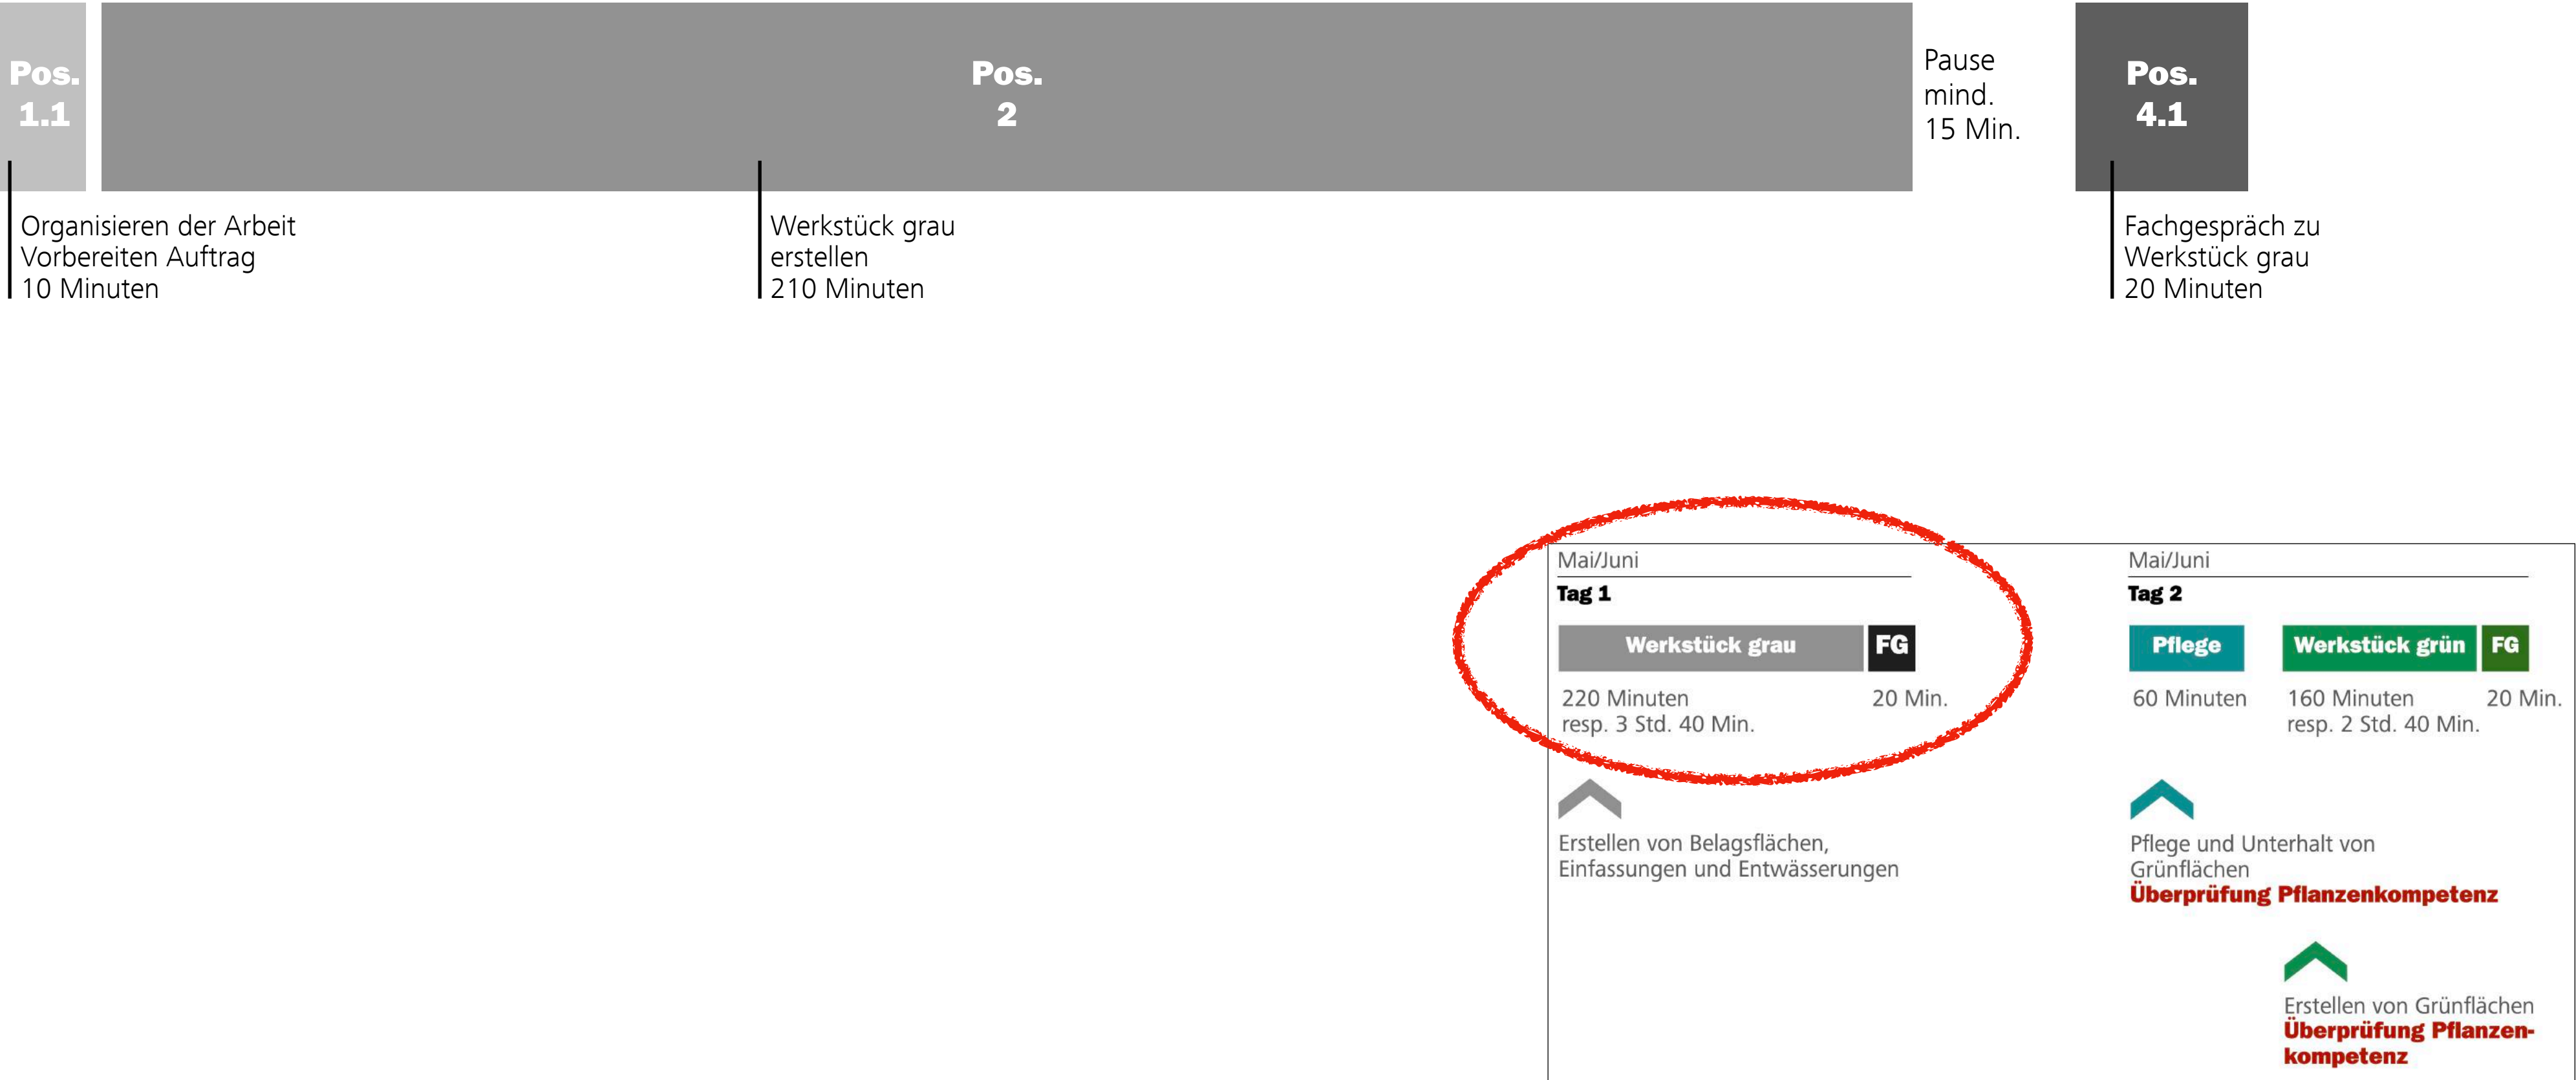 Pos.
1.1
Pos.
2
Pause
mind.
15 Min.
Pos.
4.1
Organisieren der Arbeit
Vorbereiten Auftrag
10 Minuten
Werkstück grau
erstellen
210 Minuten
Fachgespräch zu
Werkstück grau
20 Minuten
Mai/Juni
Tag 1
Werkstück grau
FG
220 Minuten
resp. 3 Std. 40 Min.
20 Min.
Erstellen von Belagsflächen,
Einfassungen und Entwässerungen
Mai/Juni
Tag 2
Pflege
Werkstück grün
FG
60 Minuten
160 Minuten
resp. 2 Std. 40 Min.
20 Min.
Pflege und Unterhalt von
Grünflächen
Überprüfung Pflanzenkompetenz
Erstellen von Grünflächen
Überprüfung Pflanzen-
kompetenz